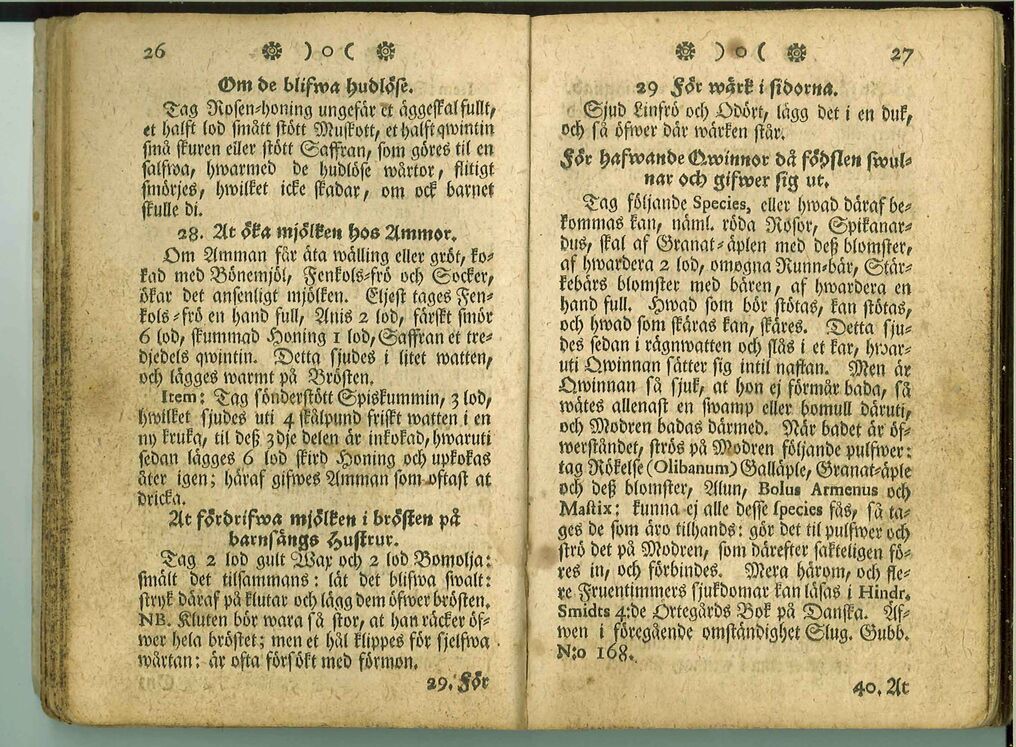 26 ) o (
Om de blifwa hudlöse.
Tag Rosen-honing ungefär et äggeskal fullt,
et halft lod smått stött Muskott, et halft qwintin
små skuren eller stött Saffran, som göres til en
salfwa, hwarmed de hudlöse wårtor, flitigt
smörjes, hwilket icke skadar, om ock barnet
skulle di.
28. At öka mjölken hos Ammor.
Om Amman får äta wälling eller gröt, ko-
kad med Bönemjöl, Fenkols-frö och Socker,
ökar det ansenligt mjölken. Eljest tages Fen-
kols-frö en hand full, Anis 2 lod, färskt smör
6 lod, skummad Honing 1 lod, Saffran et tre-
djedels qwintin. Detta sjudes i litet watten,
och lägges warmt på Brösten.
Item: Tag sönderstött Spiskummin, 3 lod,
hwilket sjudes uti 4 skålpund friskt watten i en
ny kruka, til deß 3dje delen är inkokad, hwaruti
sedan lägges 6 lod skird Honing och upkokas
åter igen; häraf gifwes Amman som oftast at
dricka.
At fördrifwa mjölken i brösten på
barnsängs Hustrur.
Tag 2 lod gult Wax och 2 lod Bomolja:
smält det tilsammans: låt det blifwa swalt:
stryk däraf på klutar och lägg dem öfwer brösten.
NB. Kluten bör wara så stor, at han räcker öf-
wer hela bröstet; men et hål klippes för sjelfwa
wårtan: är ofta försökt med förmon.
29. För
) o ( 27
29 För wärk i sidorna.
Sjud Linfrö och Odört, lägg det i en duk,
och så öfwer där wärken står.
För hafwande Qwinnor då födslen swul-
nar och gifwer sig ut.
Tag följande Species, eller hwad däraf be-
kommas kan, näml. röda Rosor, Spikanar-
dus, skal af Granat-äplen med deß blomster,
af hwardera 2 lod, omogna Runn-bär, Stär-
kebärs blomster med bären, af hwardera en
hand full. Hwad som bör stötas, kan stötas,
och hwad som skäras kan, skäres. Detta sju-
des sedan i rägnwatten och slås i et kar, hwar-
uti Qwinnan sätter sig intil naflan. Men är
Qwinnan så sjuk, at hon ej förmår bada, så
wätes allenast en swamp eller bomull däruti,
och Modren badas därmed. När badet är öf-
werståndet, strös på Modren följande pulfwer:
tag Rökelse (Olibanum) Galläple, Granat-äple
och deß blomster, Alun, Bolus Armenus och
Mastix: kunna ej alle desse species fås, så ta-
ges de som äro tilhands: gör det til pulfwer och
strö det på Modren, som därefter sakteligen fö-
res in, och förbindes. Mera härom, och fle-
re Fruentimmers sjukdomar kan läsas i Hindr.
Smidts 4:de Örtegårds Bok på Danska. Äf-
wen i föregående omständighet Slug. Gubb.
N:o 168.
40. At